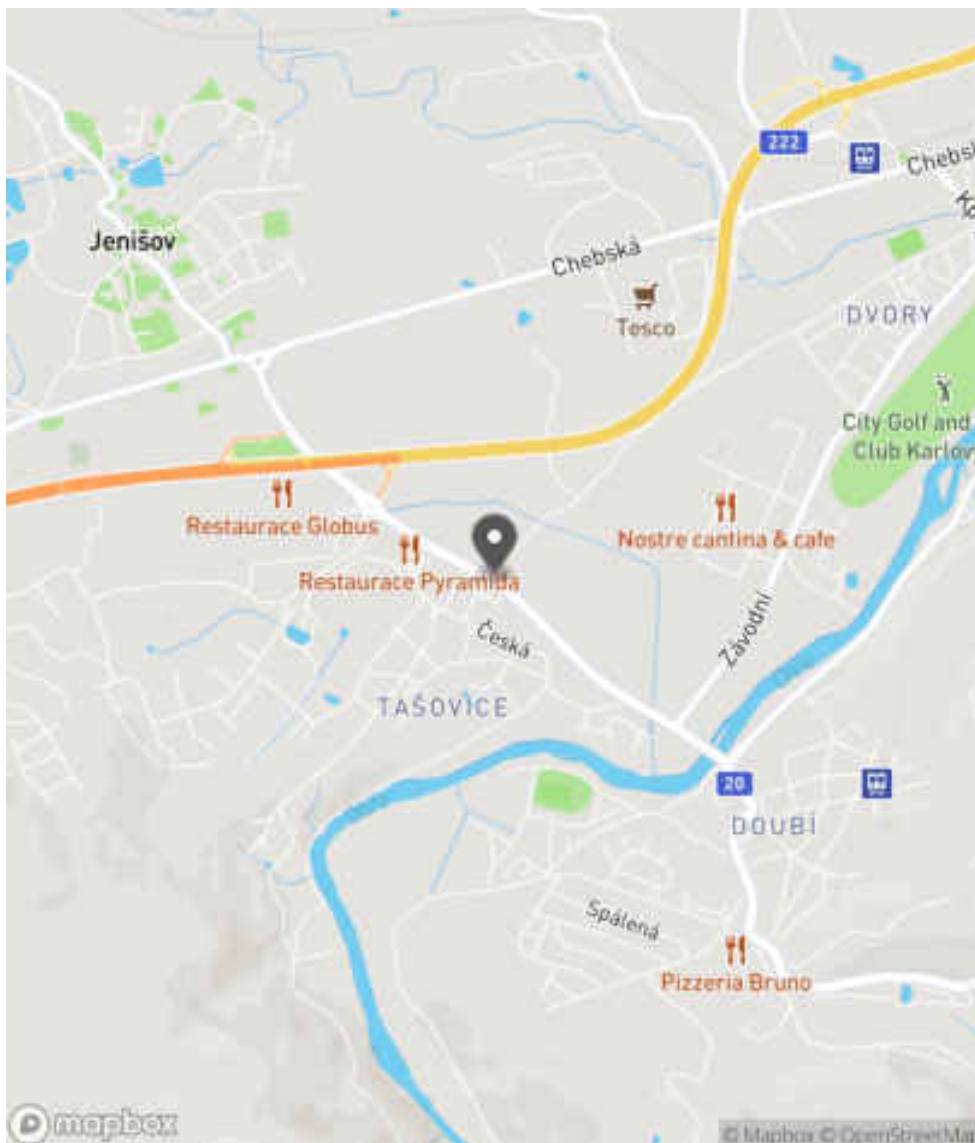 222
Chebsk
Jenišov
Chebská
Tesco
DVORY
City Golf and
Club Karlov
Restaurace Globus
Nostre cantina & cafe
Restaurace Pyramida
Česká
Závodní
TAŠOVICE
20
DOUBÍ
Spálená
Pizzeria Bruno
mapbox
© Mapbox © OpenStreetMap